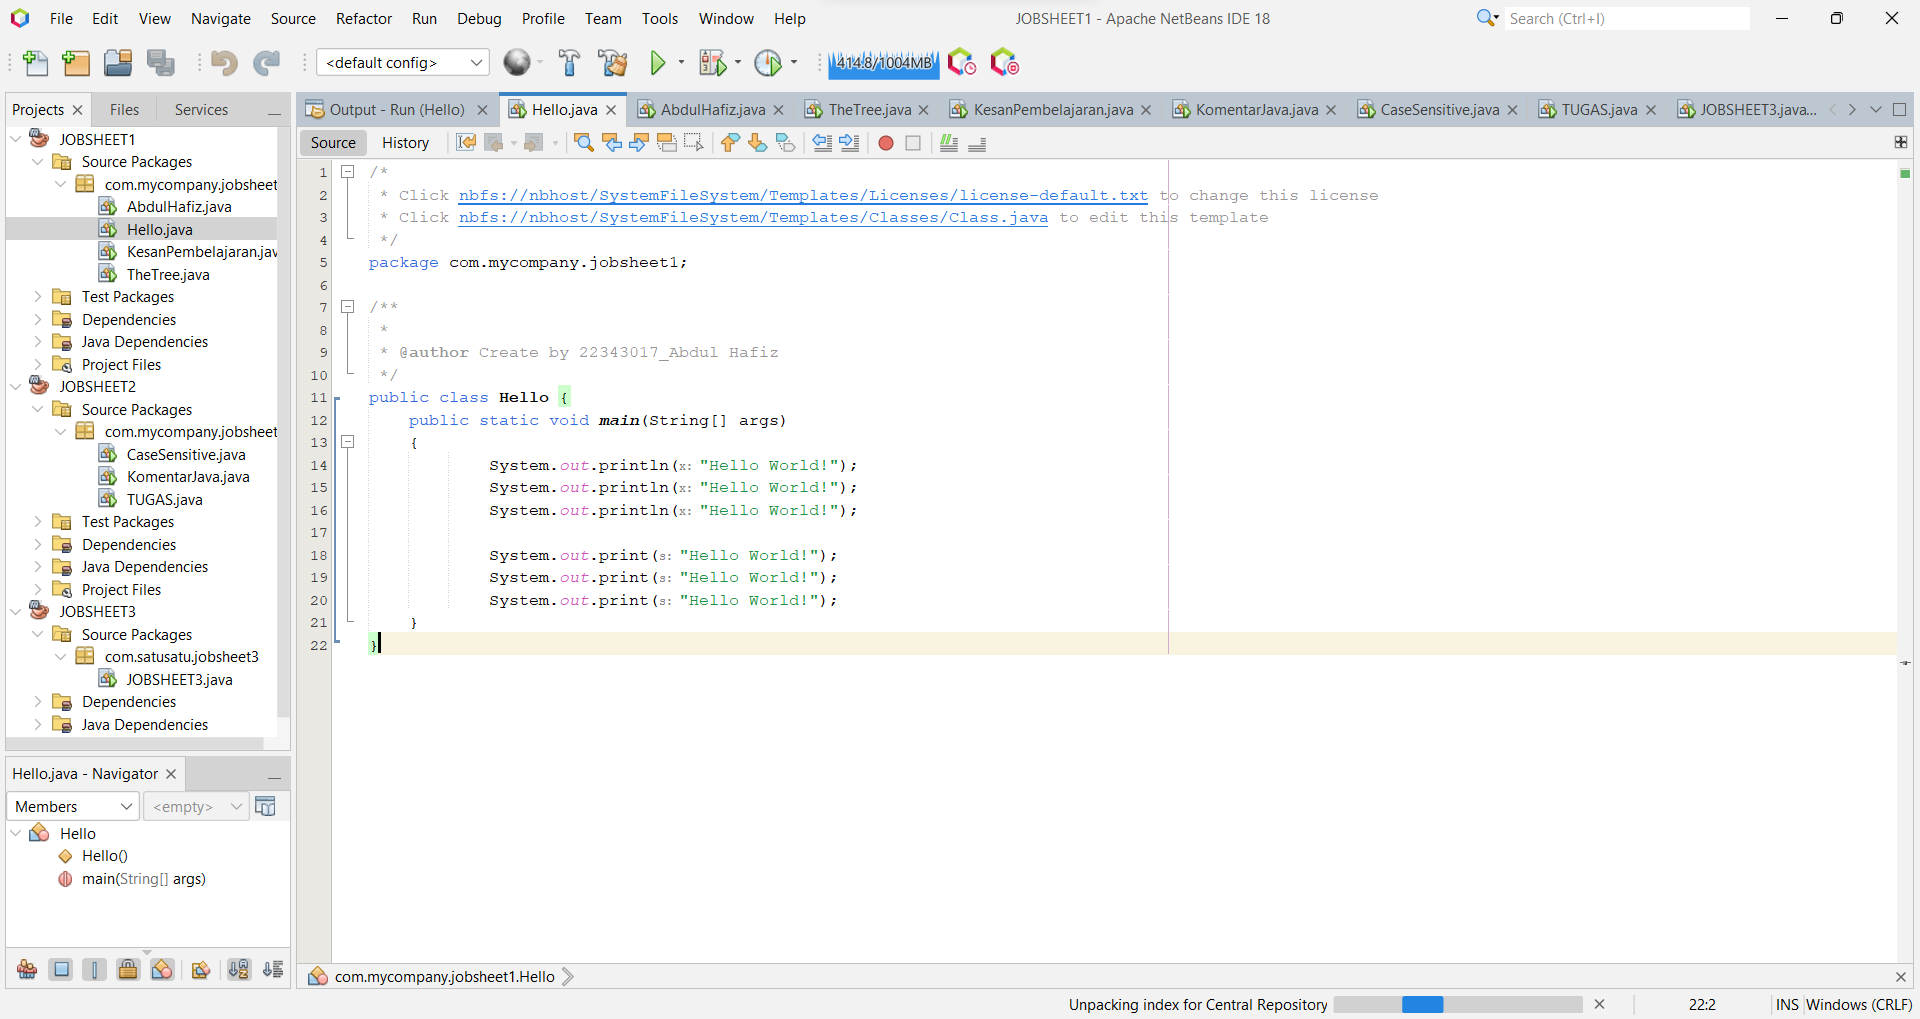 File Edit View Navigate Source Refactor Run Debug Profile Team Tools Window Help
JOBSHEET1 - Apache NetBeans IDE 18
Search (Ctrl+I)
<default config>
414.8/1004MB
Projects Files Services
JOBSHEET1
Source Packages
com.mycompany.jobsheet
AbdulHafiz.java
Hello.java
KesanPembelajaran.jav
TheTree.java
Test Packages
Dependencies
Java Dependencies
Project Files
JOBSHEET2
Source Packages
com.mycompany.jobsheet
CaseSensitive.java
KomentarJava.java
TUGAS.java
Test Packages
Dependencies
Java Dependencies
Project Files
JOBSHEET3
Source Packages
com.satusatu.jobsheet3
JOBSHEET3.java
Dependencies
Java Dependencies
Hello.java - Navigator
Members <empty>
Hello
Hello()
main(String[] args)
Output - Run (Hello) Hello.java AbdulHafiz.java TheTree.java KesanPembelajaran.java KomentarJava.java CaseSensitive.java TUGAS.java JOBSHEET3.java...
Source History
1 /*
2 * Click nbfs://nbhost/SystemFileSystem/Templates/Licenses/license-default.txt to change this license
3 * Click nbfs://nbhost/SystemFileSystem/Templates/Classes/Class.java to edit this template
4 */
5 package com.mycompany.jobsheet1;
6
7 /**
8 *
9 * @author Create by 22343017_Abdul Hafiz
10 */
11 public class Hello {
12 public static void main(String[] args)
13 {
14 System.out.println(x: "Hello World!");
15 System.out.println(x: "Hello World!");
16 System.out.println(x: "Hello World!");
17
18 System.out.print(s: "Hello World!");
19 System.out.print(s: "Hello World!");
20 System.out.print(s: "Hello World!");
21 }
22 }
com.mycompany.jobsheet1.Hello
Unpacking index for Central Repository 22:2 INS Windows (CRLF)